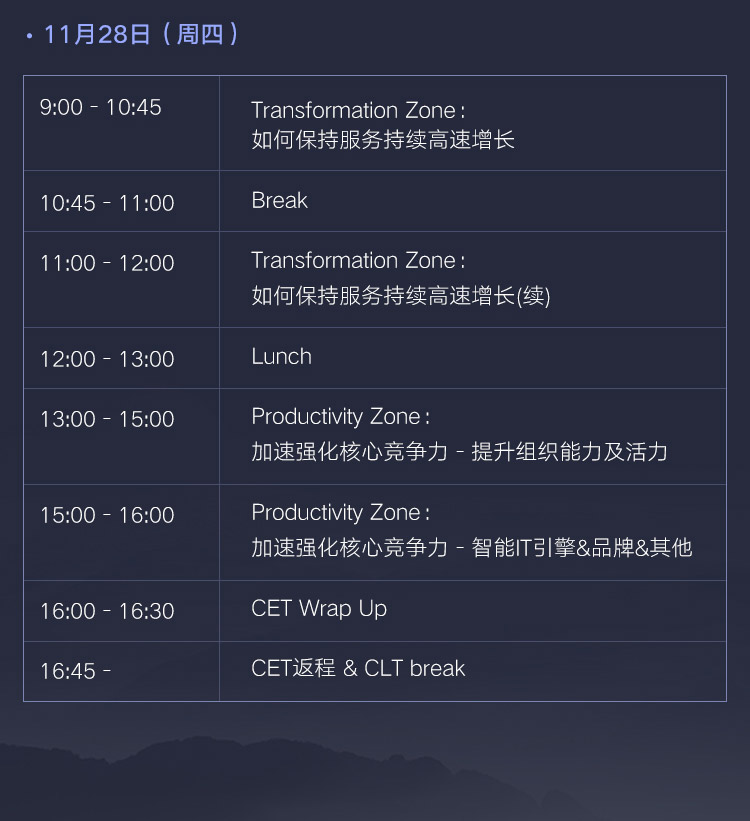 • 11月28日（周四）
9:00 - 10:45
Transformation Zone :
如何保持服务持续高速增长
10:45 - 11:00
Break
11:00 - 12:00
Transformation Zone :
如何保持服务持续高速增长(续)
12:00 - 13:00
Lunch
13:00 - 15:00
Productivity Zone :
加速强化核心竞争力 - 提升组织能力及活力
15:00 - 16:00
Productivity Zone :
加速强化核心竞争力 - 智能IT引擎&品牌&其他
16:00 - 16:30
CET Wrap Up
16:45 -
CET返程 & CLT break